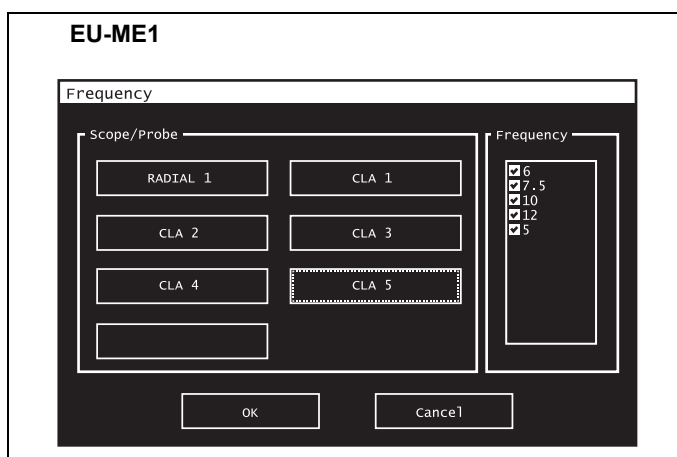 EU-ME1
Frequency
Scope/Probe
Frequency
RADIAL 1
CLA 1
CLA 2
CLA 3
CLA 4
CLA 5
6
7.5
10
12
5
OK
Cancel